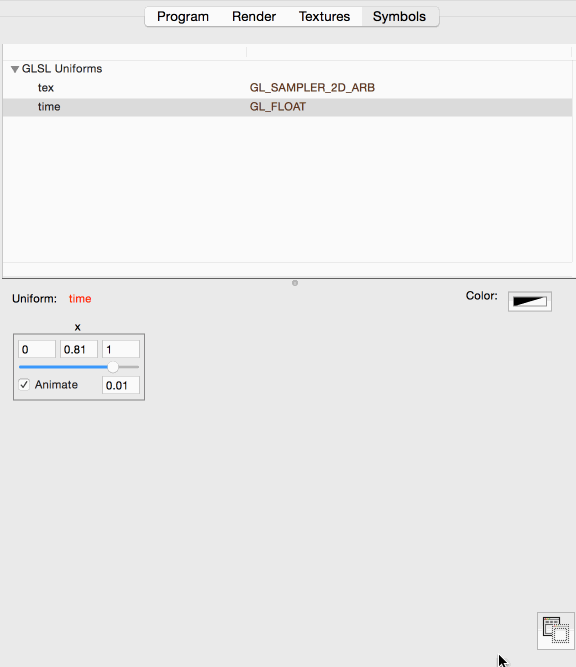 Program Render Textures Symbols
GLSL Uniforms
tex GL_SAMPLER_2D_ARB
time GL_FLOAT
Uniform: time Color:
x
0 0.81 1
Animate 0.01